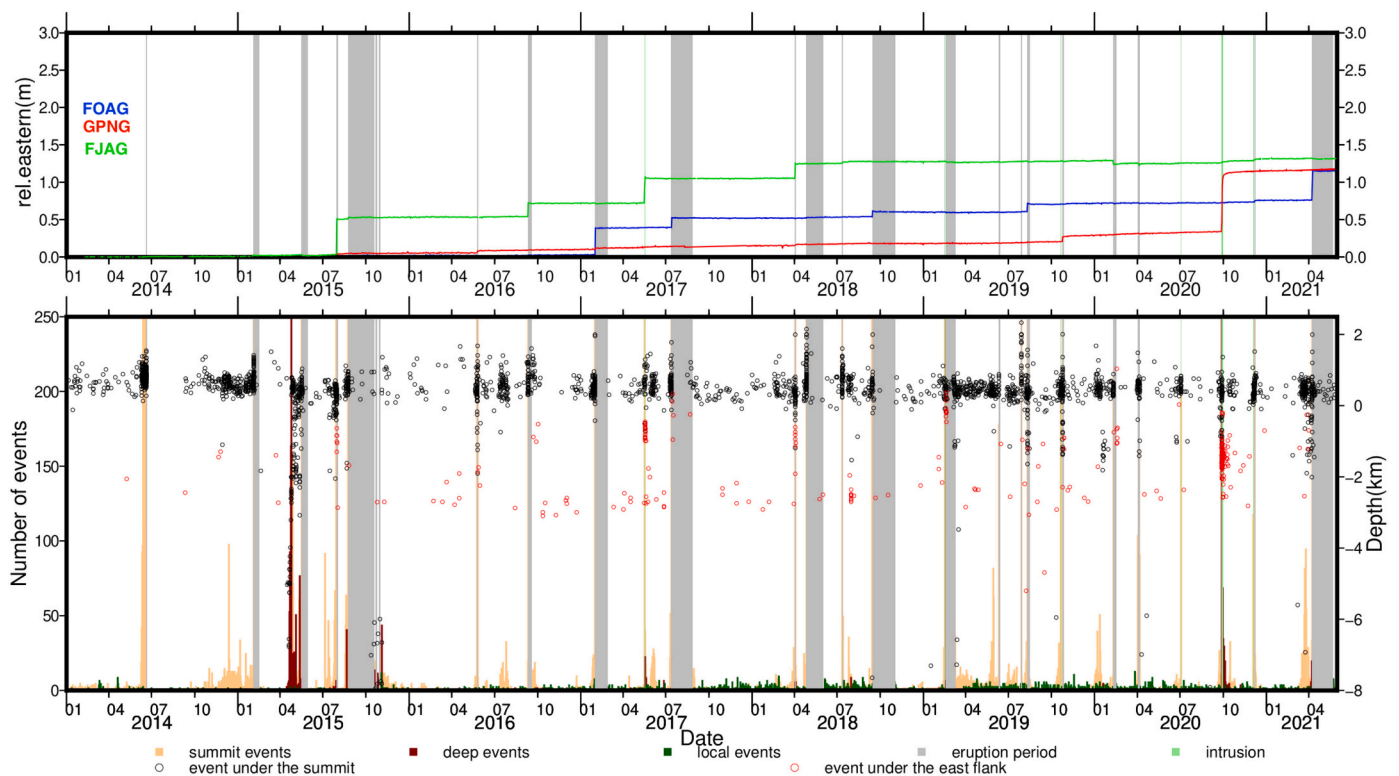 3.0 3.0
2.5 2.5
2.0 2.0
1.5 1.5
1.0 1.0
0.5 0.5
0.0 0.0
rel.eastern(m)
FOAG
GPNG
FJAG
01 04 07 10 01 04 07 10 01 04 07 10 01 04 07 10 01 04 07 10 01 04 07 10 01 04 07 10 01 04
2014 2015 2016 2017 2018 2019 2020 2021
250
200
150
100
50
0
Number of events
2
0
−2
−4
−6
−8
Depth(km)
01 04 07 10 01 04 07 10 01 04 07 10 01 04 07 10 01 04 07 10 01 04 07 10 01 04 07 10 01 04
2014 2015 2016 2017 2018 2019 2020 2021
Date
summit events deep events local events eruption period intrusion
event under the summit event under the east flank